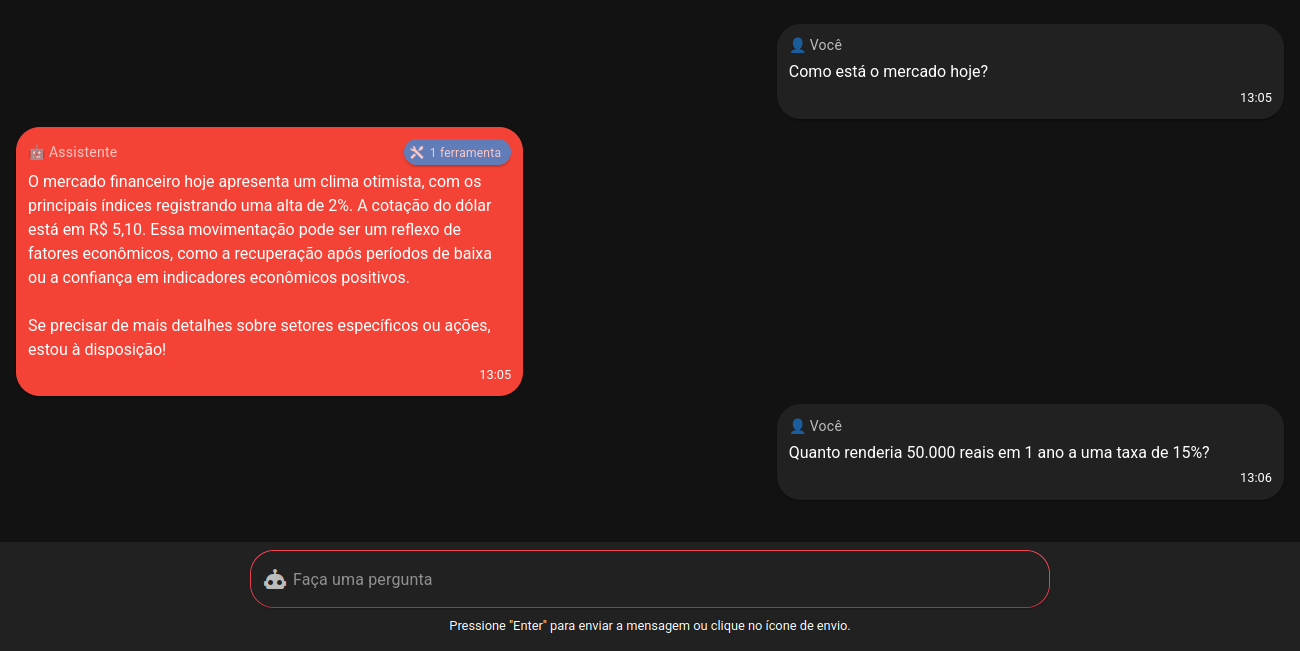 Você
Como está o mercado hoje?
13:05
Assistente
1 ferramenta
O mercado financeiro hoje apresenta um clima otimista, com os
principais índices registrando uma alta de 2%. A cotação do dólar
está em R$ 5,10. Essa movimentação pode ser um reflexo de
fatores econômicos, como a recuperação após períodos de baixa
ou a confiança em indicadores econômicos positivos.
Se precisar de mais detalhes sobre setores específicos ou ações,
estou à disposição!
13:05
Você
Quanto renderia 50.000 reais em 1 ano a uma taxa de 15%?
13:06
Faça uma pergunta
Pressione "Enter" para enviar a mensagem ou clique no ícone de envio.